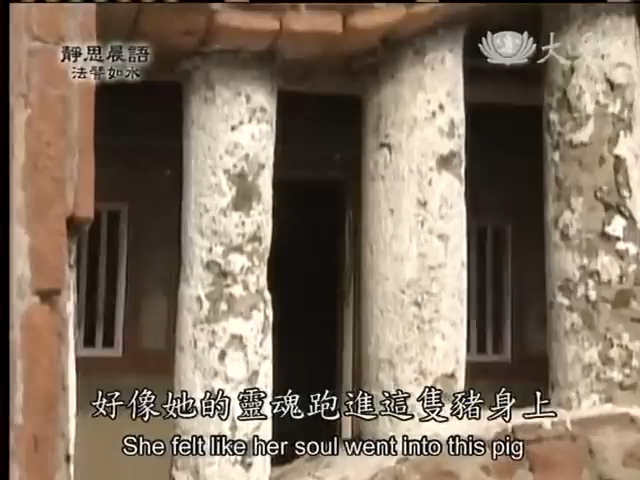 靜思晨語
法譬如水
大愛
好像她的靈魂跑進這隻豬身上
She felt like her soul went into this pig